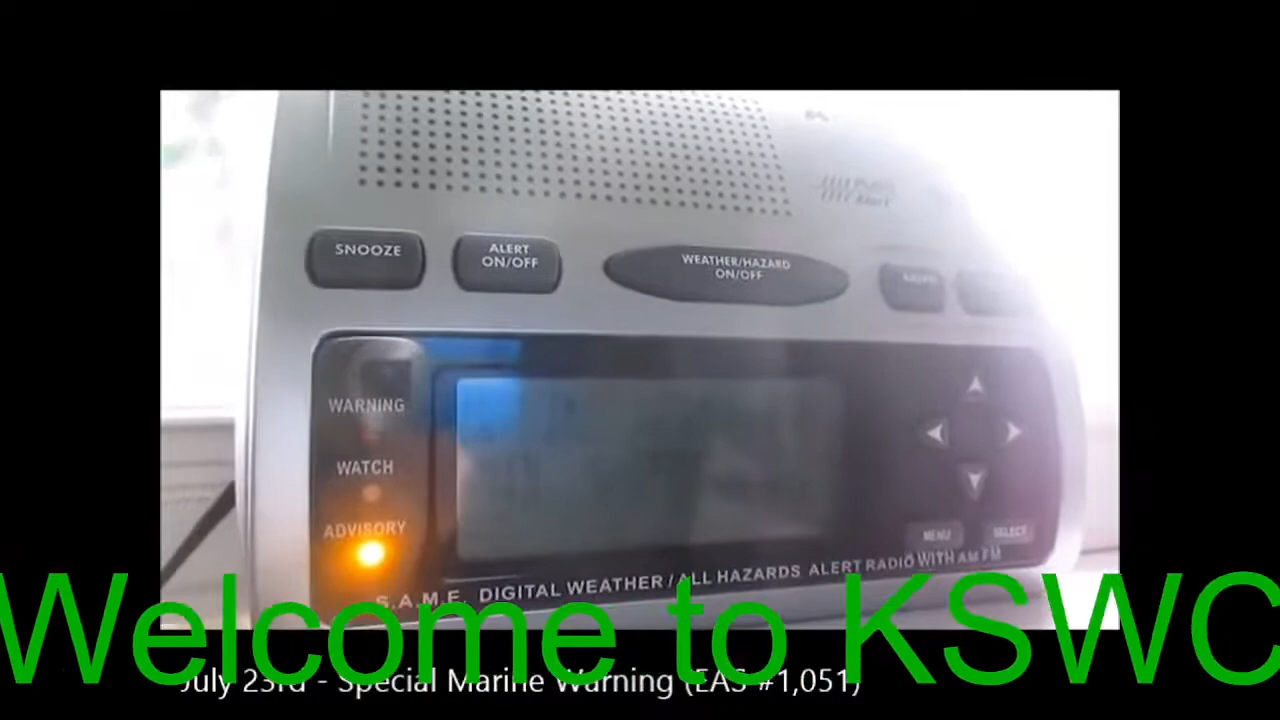 SNOOZE
ALERT
ON/OFF
WEATHER/HAZARD
ON/OFF
Alert
WARNING
WATCH
ADVISORY
MENU
SELECT
S.A.M.E. DIGITAL WEATHER / ALL HAZARDS ALERT RADIO WITH AM FM
Welcome to KSWC
July 23rd - Special Marine Warning (EAS #1,051)